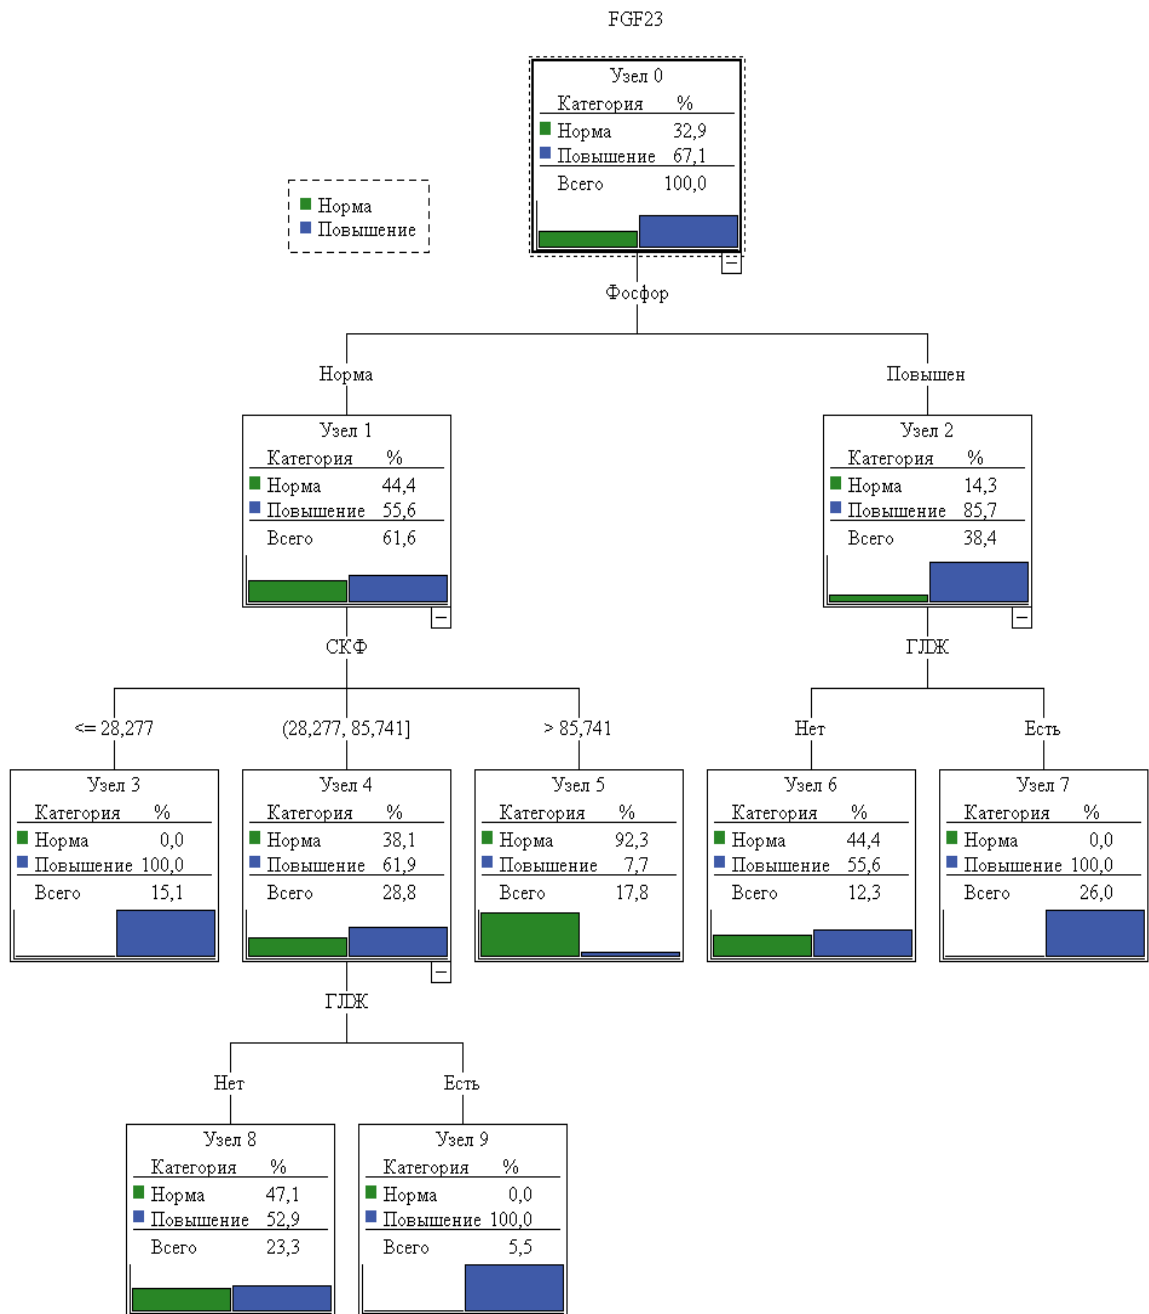 FGF23
Узел 0
Категория %
Норма 32,9
Повышение 67,1
Всего 100,0
Норма
Повышение
Фосфор
Норма
Повышен
Узел 1
Категория %
Норма 44,4
Повышение 55,6
Всего 61,6
Узел 2
Категория %
Норма 14,3
Повышение 85,7
Всего 38,4
СКФ
ГЛЖ
<= 28,277
(28,277, 85,741]
> 85,741
Нет
Есть
Узел 3
Категория %
Норма 0,0
Повышение 100,0
Всего 15,1
Узел 4
Категория %
Норма 38,1
Повышение 61,9
Всего 28,8
Узел 5
Категория %
Норма 92,3
Повышение 7,7
Всего 17,8
Узел 6
Категория %
Норма 44,4
Повышение 55,6
Всего 12,3
Узел 7
Категория %
Норма 0,0
Повышение 100,0
Всего 26,0
ГЛЖ
Нет
Есть
Узел 8
Категория %
Норма 47,1
Повышение 52,9
Всего 23,3
Узел 9
Категория %
Норма 0,0
Повышение 100,0
Всего 5,5